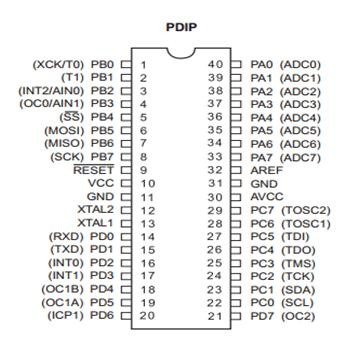 PDIP
(XCK/T0) PB0 1 40 PA0 (ADC0)
(T1) PB1 2 39 PA1 (ADC1)
(INT2/AIN0) PB2 3 38 PA2 (ADC2)
(OC0/AIN1) PB3 4 37 PA3 (ADC3)
(SS) PB4 5 36 PA4 (ADC4)
(MOSI) PB5 6 35 PA5 (ADC5)
(MISO) PB6 7 34 PA6 (ADC6)
(SCK) PB7 8 33 PA7 (ADC7)
RESET 9 32 AREF
VCC 10 31 GND
GND 11 30 AVCC
XTAL2 12 29 PC7 (TOSC2)
XTAL1 13 28 PC6 (TOSC1)
(RXD) PD0 14 27 PC5 (TDI)
(TXD) PD1 15 26 PC4 (TDO)
(INT0) PD2 16 25 PC3 (TMS)
(INT1) PD3 17 24 PC2 (TCK)
(OC1B) PD4 18 23 PC1 (SDA)
(OC1A) PD5 19 22 PC0 (SCL)
(ICP1) PD6 20 21 PD7 (OC2)